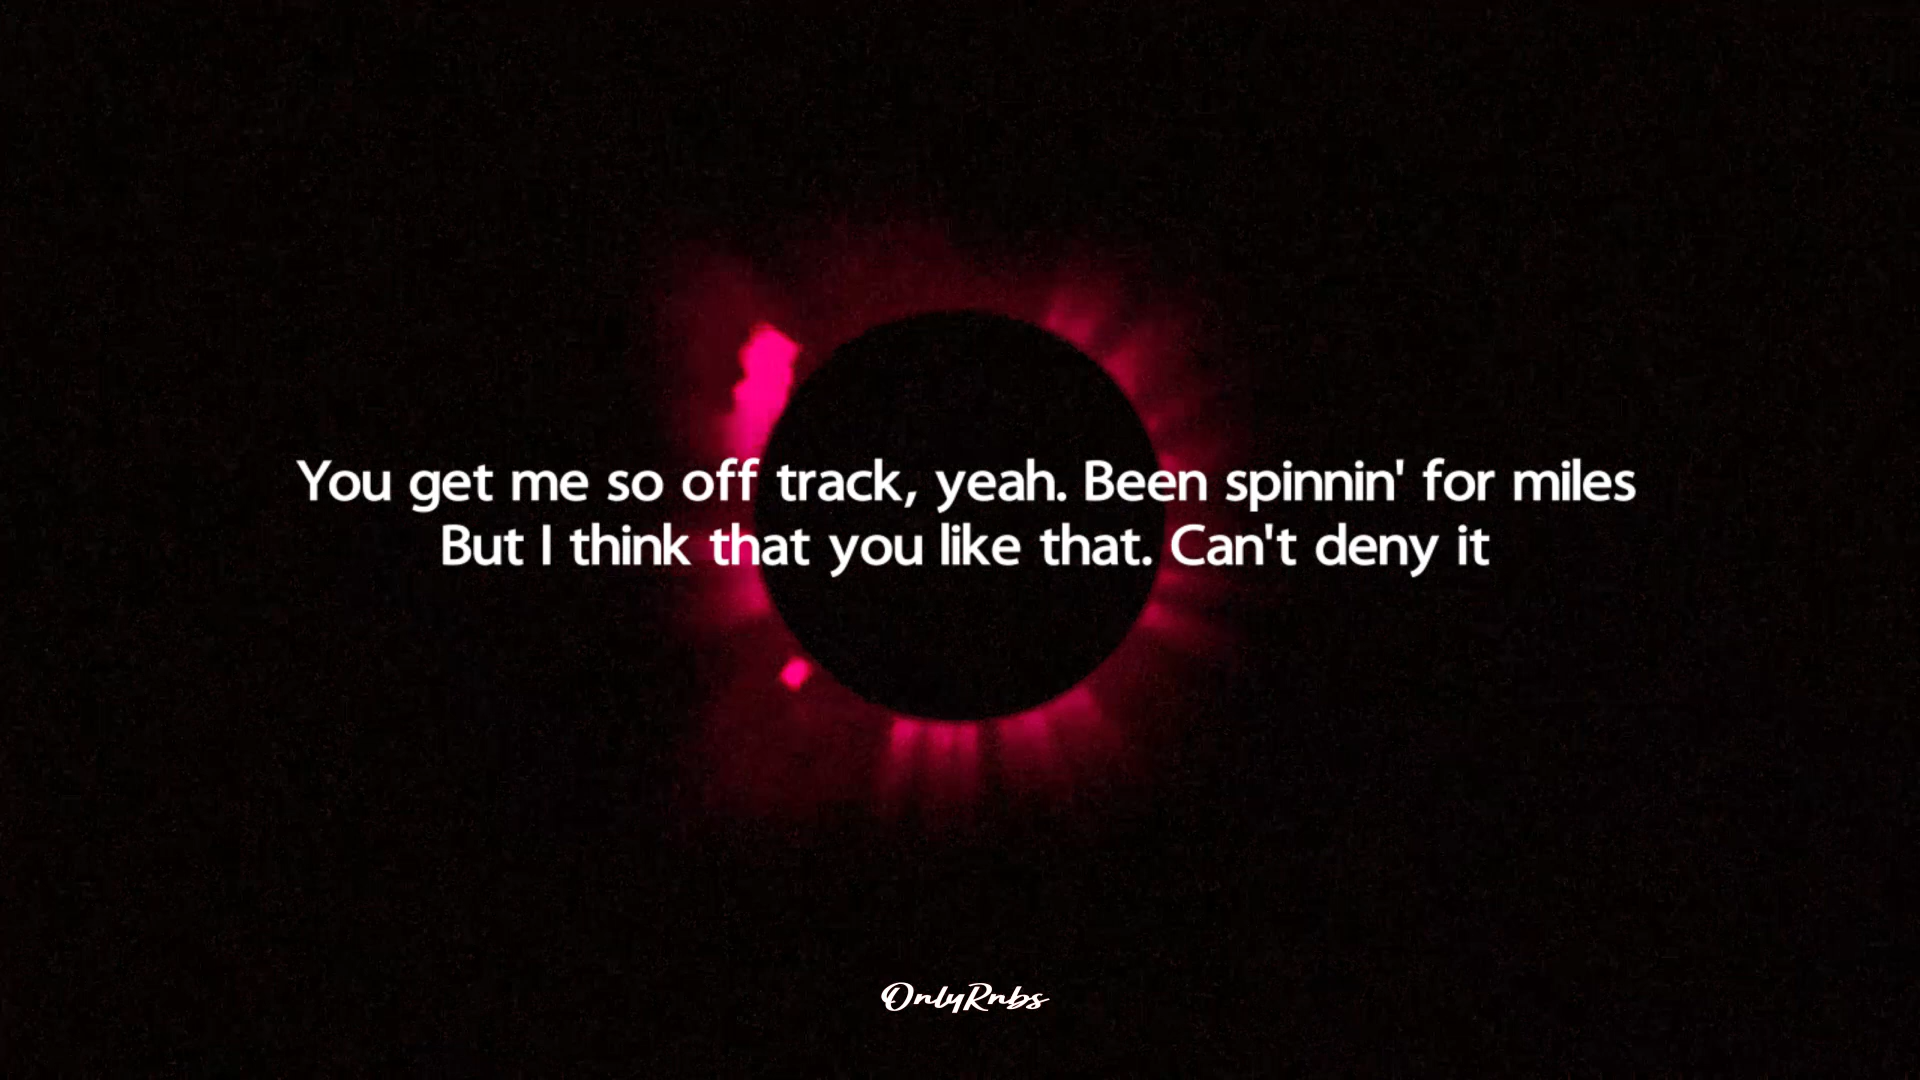 You get me so off track, yeah. Been spinnin' for miles
But I think that you like that. Can't deny it
OnlyRnbs